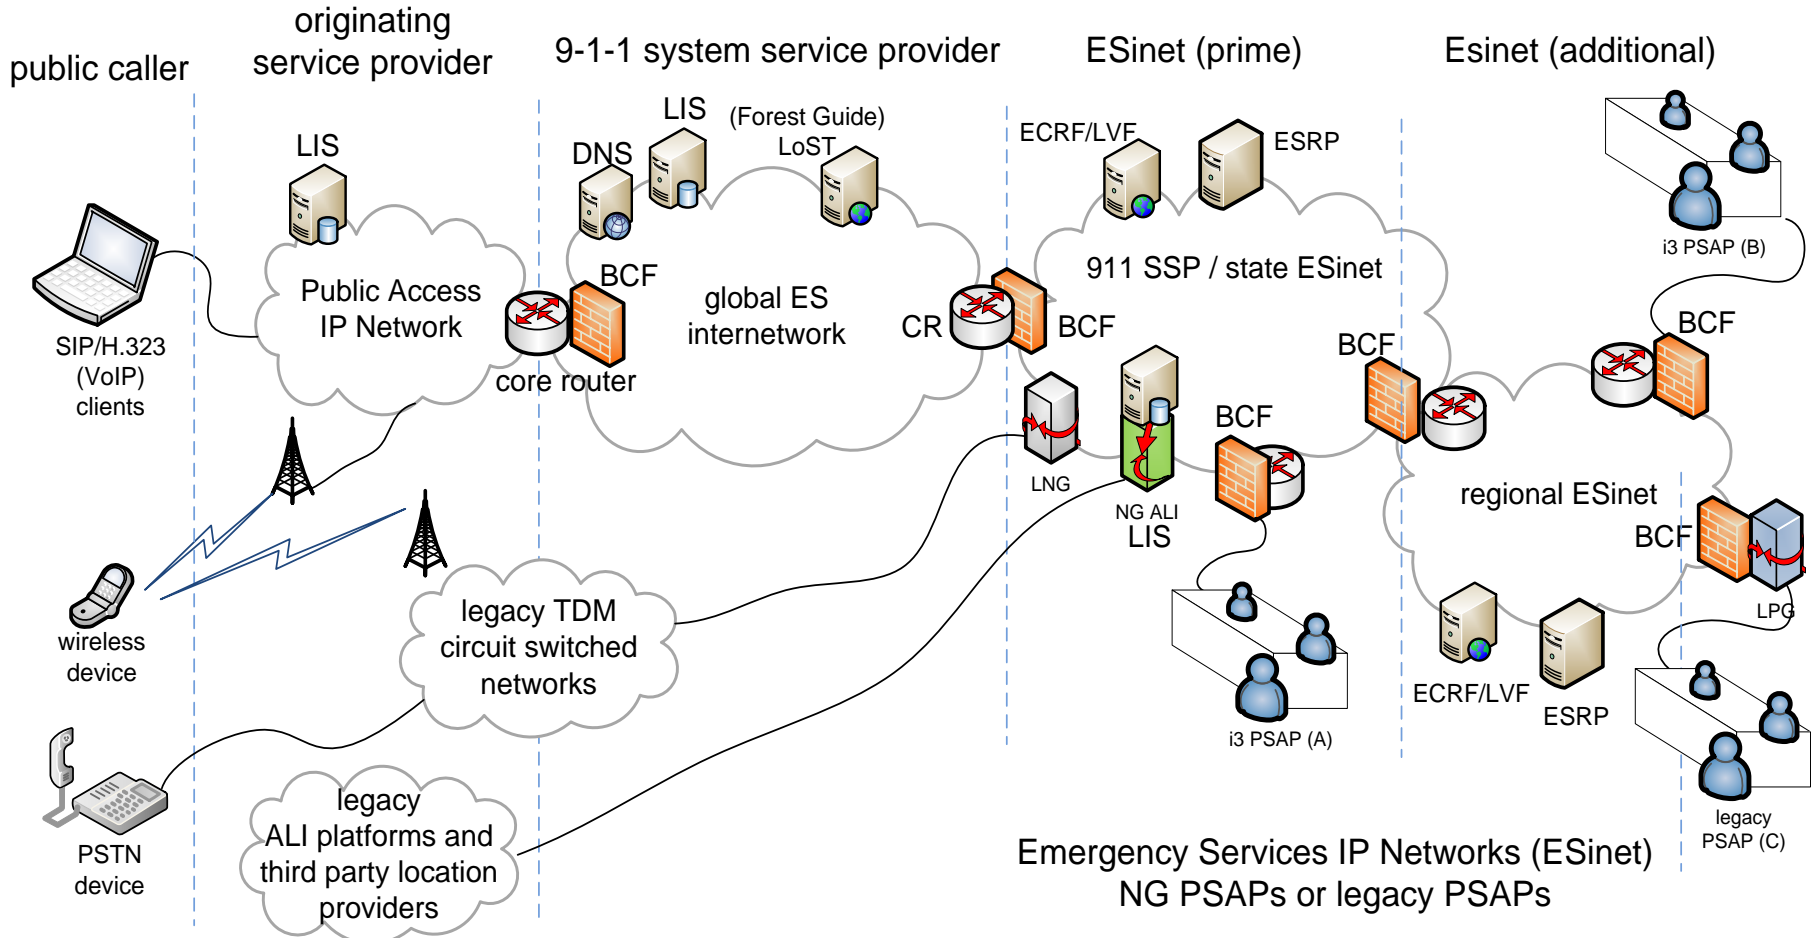 public caller
originating
service provider
9-1-1 system service provider
ESinet (prime)
Esinet (additional)
LIS
DNS
LIS
(Forest Guide)
LoST
ECRF/LVF
ESRP
i3 PSAP (B)
SIP/H.323
(VoIP)
clients
Public Access
IP Network
BCF
core router
global ES
internetwork
CR
BCF
911 SSP / state ESinet
BCF
BCF
LNG
NG ALI
LIS
BCF
regional ESinet
BCF
LPG
wireless
device
legacy TDM
circuit switched
networks
i3 PSAP (A)
ECRF/LVF
ESRP
legacy
PSAP (C)
PSTN
device
legacy
ALI platforms and
third party location
providers
Emergency Services IP Networks (ESinet)
NG PSAPs or legacy PSAPs